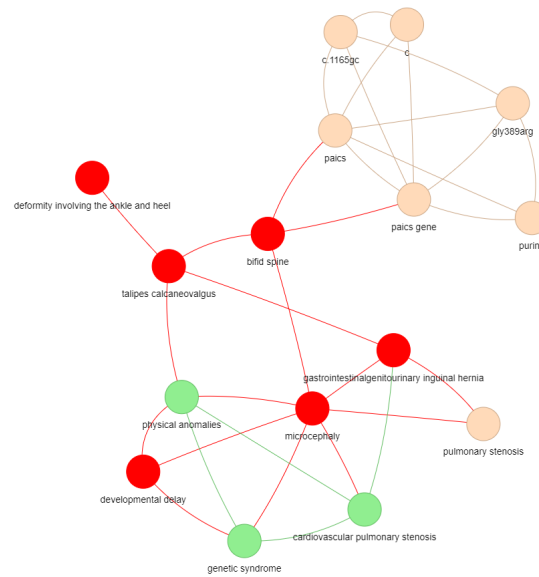 c.1165gc
c
gly389arg
paics
deformity involving the ankle and heel
paics gene
purin
bifid spine
talipes calcaneovalgus
gastrointestinalgenitourinary inguinal hernia
physical anomalies
microcephaly
pulmonary stenosis
developmental delay
cardiovascular pulmonary stenosis
genetic syndrome